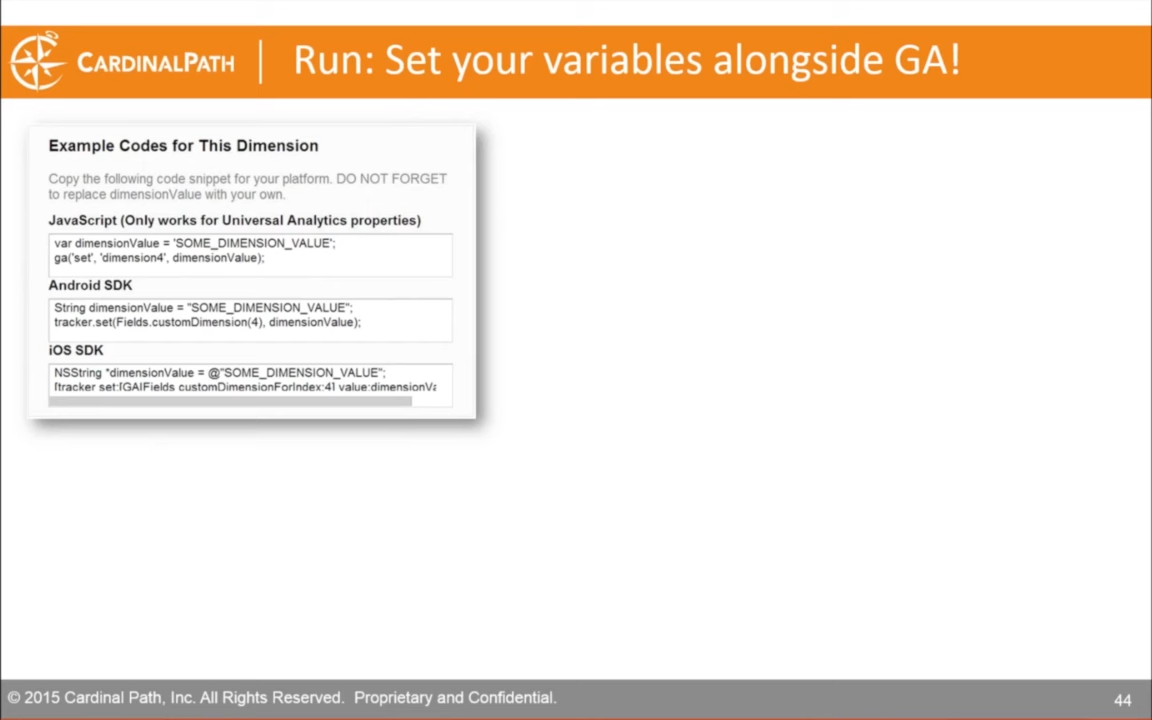 CARDINALPATH
Run: Set your variables alongside GA!
Example Codes for This Dimension
Copy the following code snippet for your platform. DO NOT FORGET
to replace dimensionValue with your own.
JavaScript (Only works for Universal Analytics properties)
var dimensionValue = 'SOME_DIMENSION_VALUE';
ga('set', 'dimension4', dimensionValue);
Android SDK
String dimensionValue = "SOME_DIMENSION_VALUE";
tracker.set(Fields.customDimension(4), dimensionValue);
iOS SDK
NSString *dimensionValue = @"SOME_DIMENSION_VALUE";
[tracker set:[GAIFields customDimensionForIndex:4] value:dimensionVa
© 2015 Cardinal Path, Inc. All Rights Reserved. Proprietary and Confidential.
44